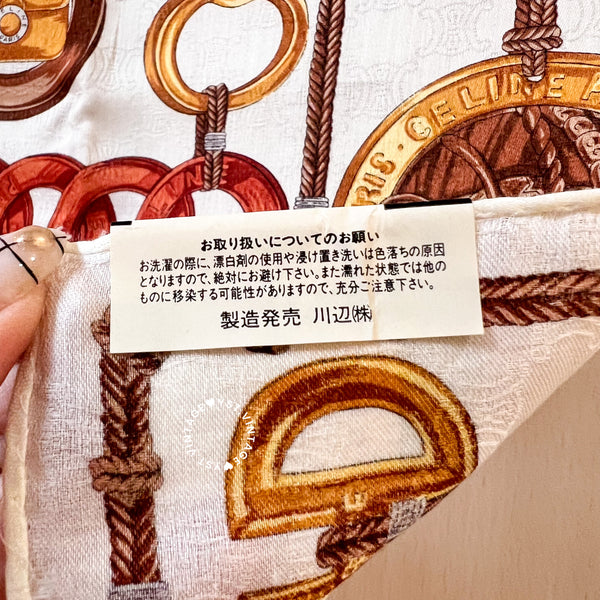 CELINE
PARIS
RIS · CELINE
お取り扱いについてのお願い
お洗濯の際に、漂白剤の使用や浸け置き洗いは色落ちの原因
となりますので、絶対にお避け下さい。また濡れた状態では他の
ものに移染する可能性がありますので、充分ご注意下さい。
製造発売 川辺㈱
VINTAGE